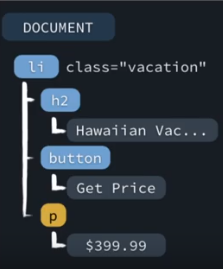 DOCUMENT
li class="vacation"
h2
Hawaiian Vac...
button
Get Price
p
$399.99